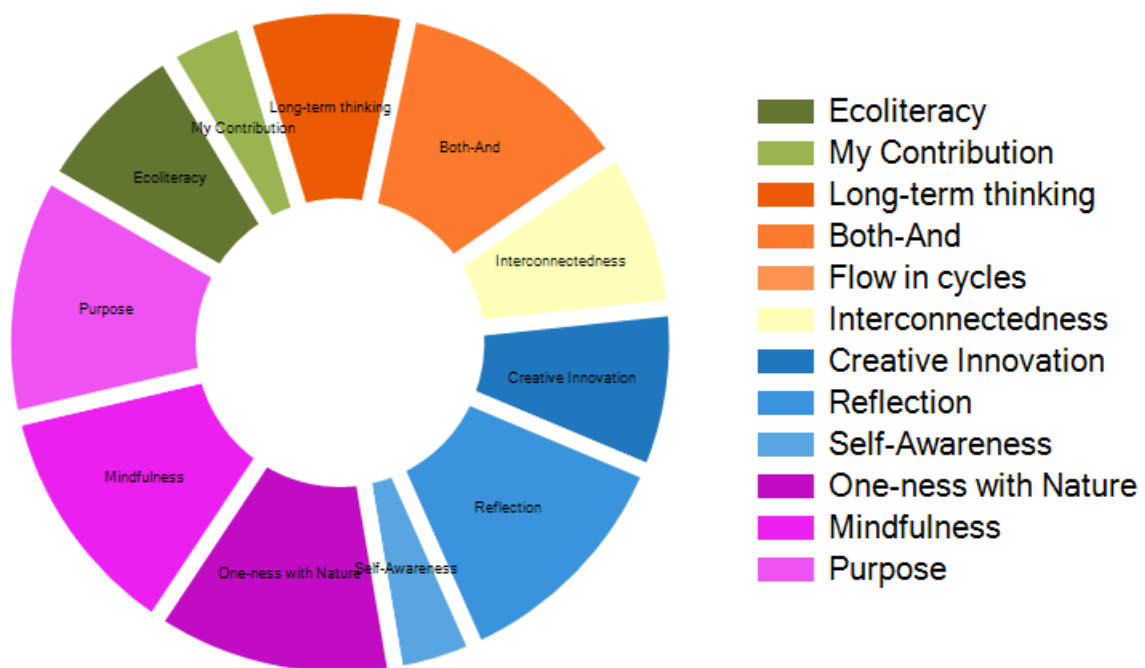 Long-term thinking
My Contribution
Both-And
Ecoliteracy
Interconnectedness
Purpose
Creative Innovation
Mindfulness
Reflection
Self-Awareness
One-ness with Nature
Ecoliteracy
My Contribution
Long-term thinking
Both-And
Flow in cycles
Interconnectedness
Creative Innovation
Reflection
Self-Awareness
One-ness with Nature
Mindfulness
Purpose